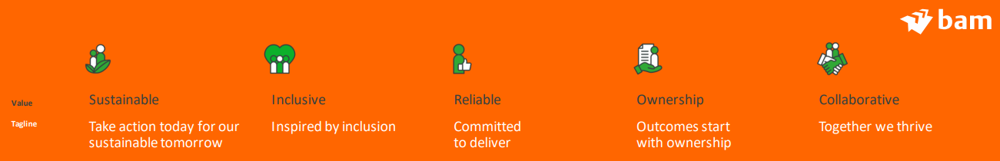 bam
Value
Sustainable
Inclusive
Reliable
Ownership
Collaborative
Tagline
Take action today for our
sustainable tomorrow
Inspired by inclusion
Committed
to deliver
Outcomes start
with ownership
Together we thrive